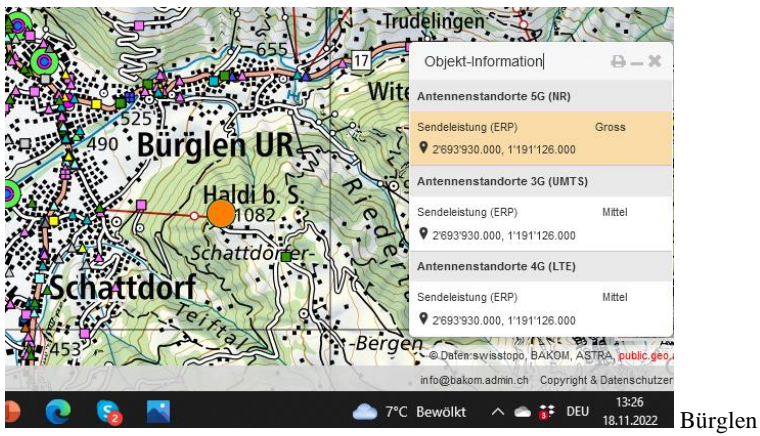 Trudelingen
655
17
Wite
525
490
Bürglen UR
Haldi b. S.
1082
Schattdorfer-
Riedert
Schattdorf
Teiftal
453
-Bergen
Objekt-Information
Antennenstandorte 5G (NR)
Sendeleistung (ERP) Gross
2'693'930.000, 1'191'126.000
Antennenstandorte 3G (UMTS)
Sendeleistung (ERP) Mittel
2'693'930.000, 1'191'126.000
Antennenstandorte 4G (LTE)
Sendeleistung (ERP) Mittel
2'693'930.000, 1'191'126.000
© Daten:swisstopo, BAKOM, ASTRA, public.geo.a
info@bakom.admin.ch Copyright & Datenschutzer
2
7°C Bewölkt
3
DEU
13:26
18.11.2022
Bürglen